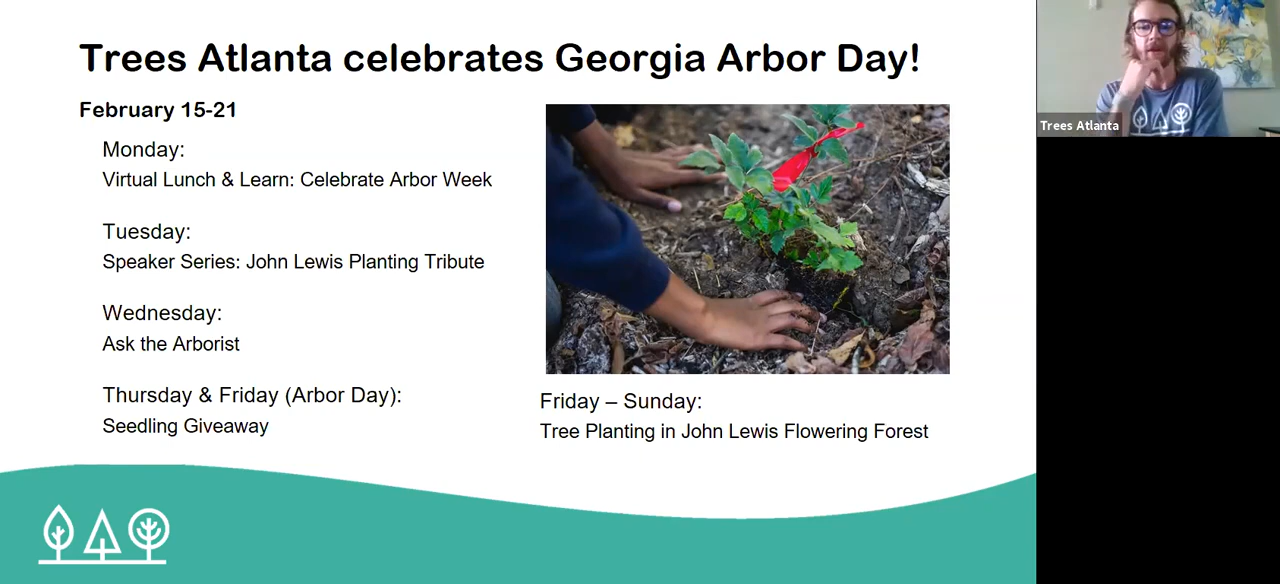 Trees Atlanta celebrates Georgia Arbor Day!
February 15-21
Monday:
Virtual Lunch & Learn: Celebrate Arbor Week
Tuesday:
Speaker Series: John Lewis Planting Tribute
Wednesday:
Ask the Arborist
Thursday & Friday (Arbor Day):
Seedling Giveaway
Friday – Sunday:
Tree Planting in John Lewis Flowering Forest
Trees Atlanta